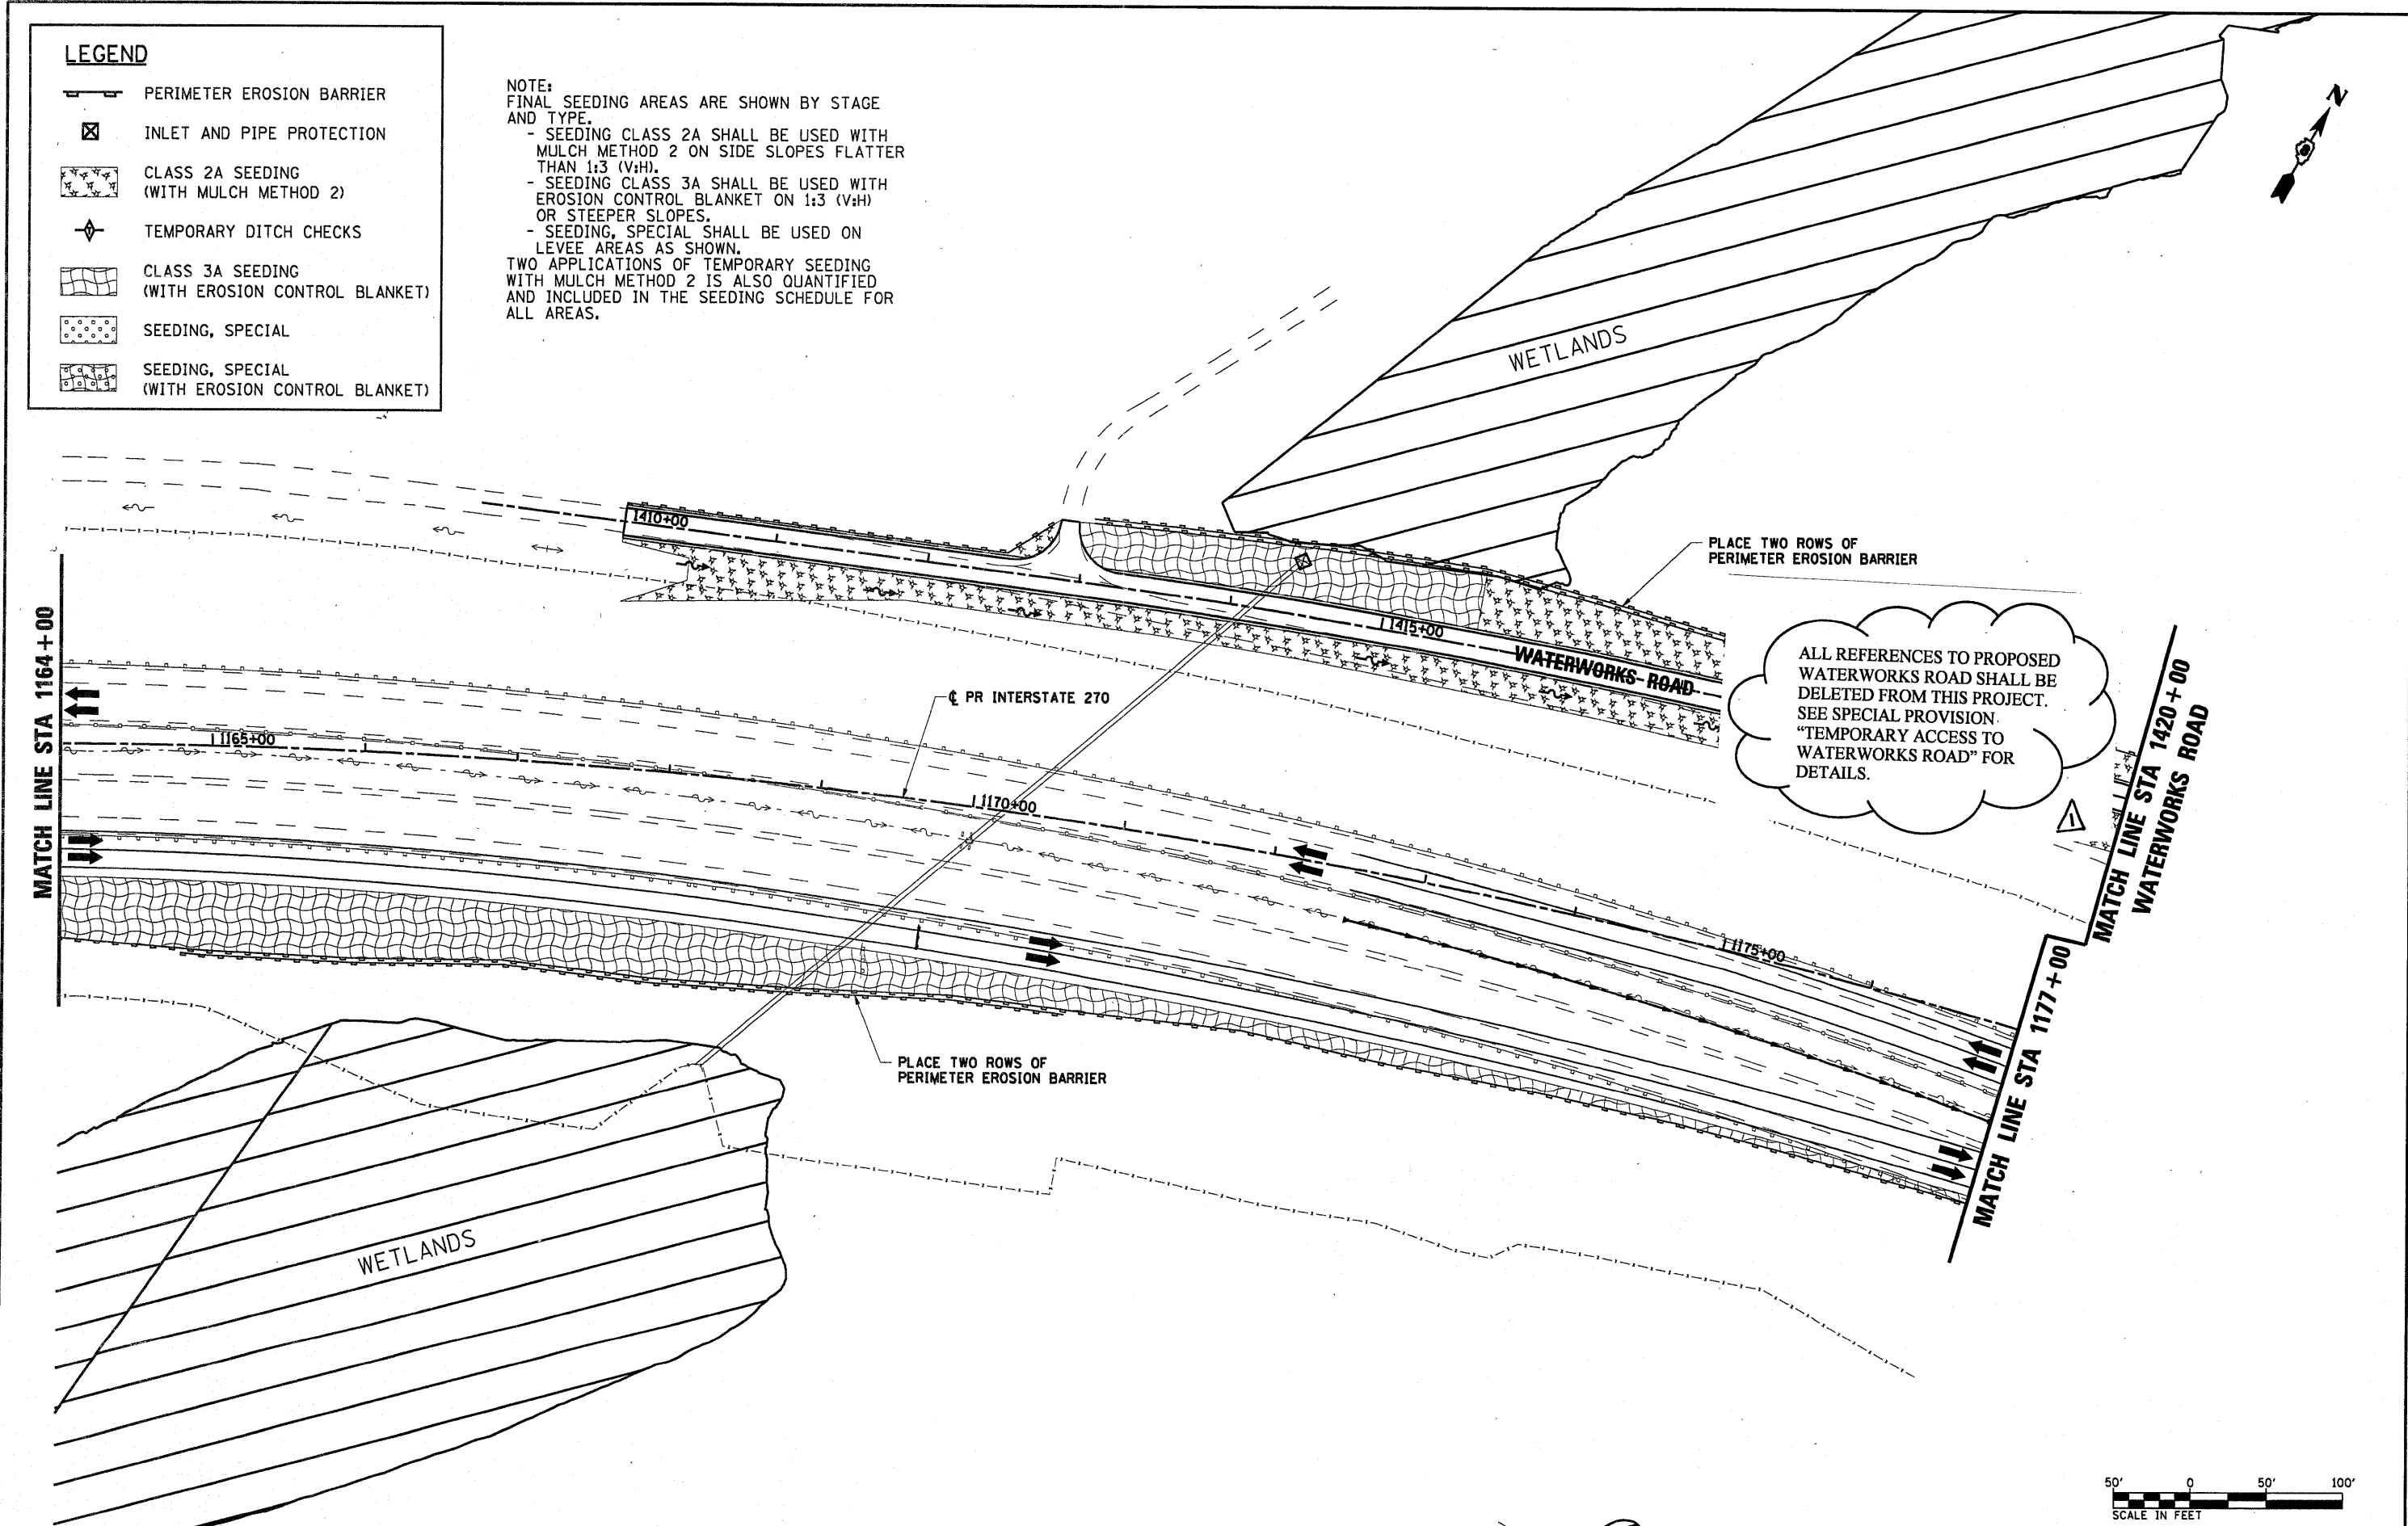 LEGEND
PERIMETER EROSION BARRIER
INLET AND PIPE PROTECTION
CLASS 2A SEEDING
(WITH MULCH METHOD 2)
TEMPORARY DITCH CHECKS
CLASS 3A SEEDING
(WITH EROSION CONTROL BLANKET)
SEEDING, SPECIAL
SEEDING, SPECIAL
(WITH EROSION CONTROL BLANKET)
NOTE:
FINAL SEEDING AREAS ARE SHOWN BY STAGE
AND TYPE.
- SEEDING CLASS 2A SHALL BE USED WITH
MULCH METHOD 2 ON SIDE SLOPES FLATTER
THAN 1:3 (V:H).
- SEEDING CLASS 3A SHALL BE USED WITH
EROSION CONTROL BLANKET ON 1:3 (V:H)
OR STEEPER SLOPES.
- SEEDING, SPECIAL SHALL BE USED ON
LEVEE AREAS AS SHOWN.
TWO APPLICATIONS OF TEMPORARY SEEDING
WITH MULCH METHOD 2 IS ALSO QUANTIFIED
AND INCLUDED IN THE SEEDING SCHEDULE FOR
ALL AREAS.
N
WETLANDS
1410+00
PLACE TWO ROWS OF
PERIMETER EROSION BARRIER
1415+00
WATERWORKS ROAD
ALL REFERENCES TO PROPOSED
WATERWORKS ROAD SHALL BE
DELETED FROM THIS PROJECT.
SEE SPECIAL PROVISION
“TEMPORARY ACCESS TO
WATERWORKS ROAD” FOR
DETAILS.
1
MATCH LINE STA 1420+00
WATERWORKS ROAD
MATCH LINE STA 1164+00
℄ PR INTERSTATE 270
1165+00
1170+00
1175+00
MATCH LINE STA 1177+00
PLACE TWO ROWS OF
PERIMETER EROSION BARRIER
WETLANDS
50' 0 50' 100'
SCALE IN FEET